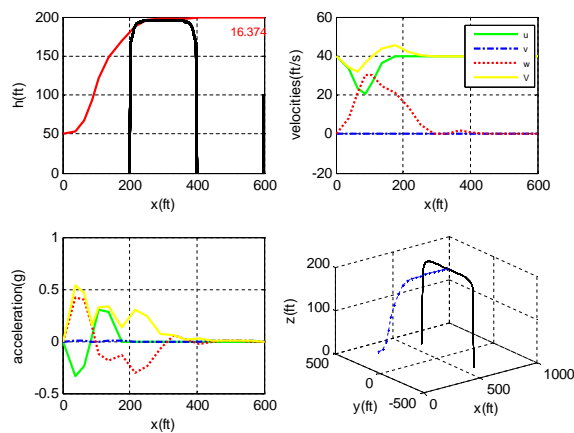 200
150
100
50
0
h(ft)
16.374
0
200
400
600
x(ft)
60
40
20
0
-20
velocities(ft/s)
u
v
w
V
0
200
400
600
x(ft)
1
0.5
0
-0.5
acceleration(g)
0
200
400
600
x(ft)
200
100
0
z(ft)
500
0
-500
y(ft)
0
500
1000
x(ft)